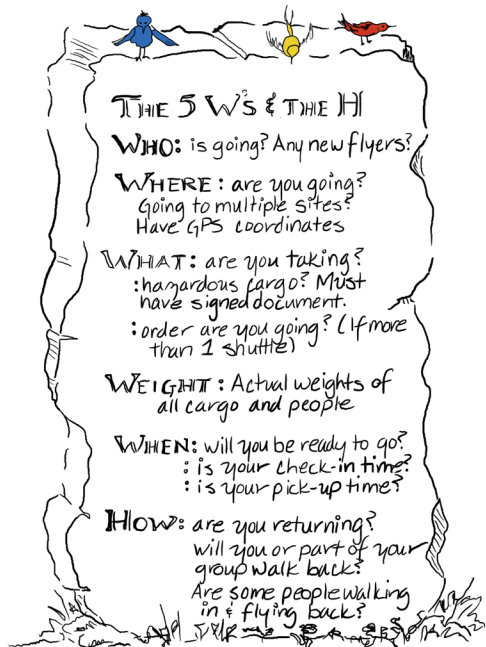 THE 5 W'S & THE H
WHO: is going? Any new flyers?
WHERE: are you going?
Going to multiple sites?
Have GPS coordinates
WHAT: are you taking?
: hazardous cargo? Must
have signed document.
: order are you going? (If more
than 1 shuttle)
WEIGHT: Actual weights of
all cargo and people
WHEN: will you be ready to go?
: is your check-in time?
: is your pick-up time?
HOW: are you returning?
will you or part of your
group walk back?
Are some people walking
in & flying back?